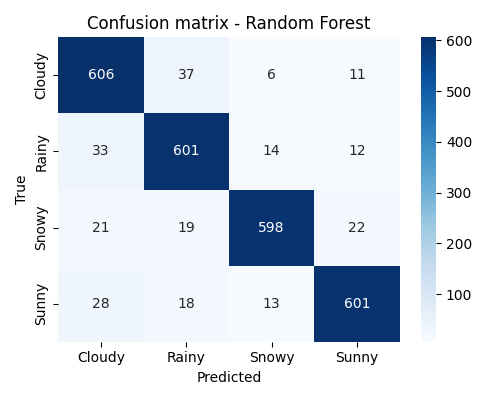 Confusion matrix - Random Forest
True
Cloudy 606 37 6 11
Rainy 33 601 14 12
Snowy 21 19 598 22
Sunny 28 18 13 601
Cloudy Rainy Snowy Sunny
Predicted
600
500
400
300
200
100